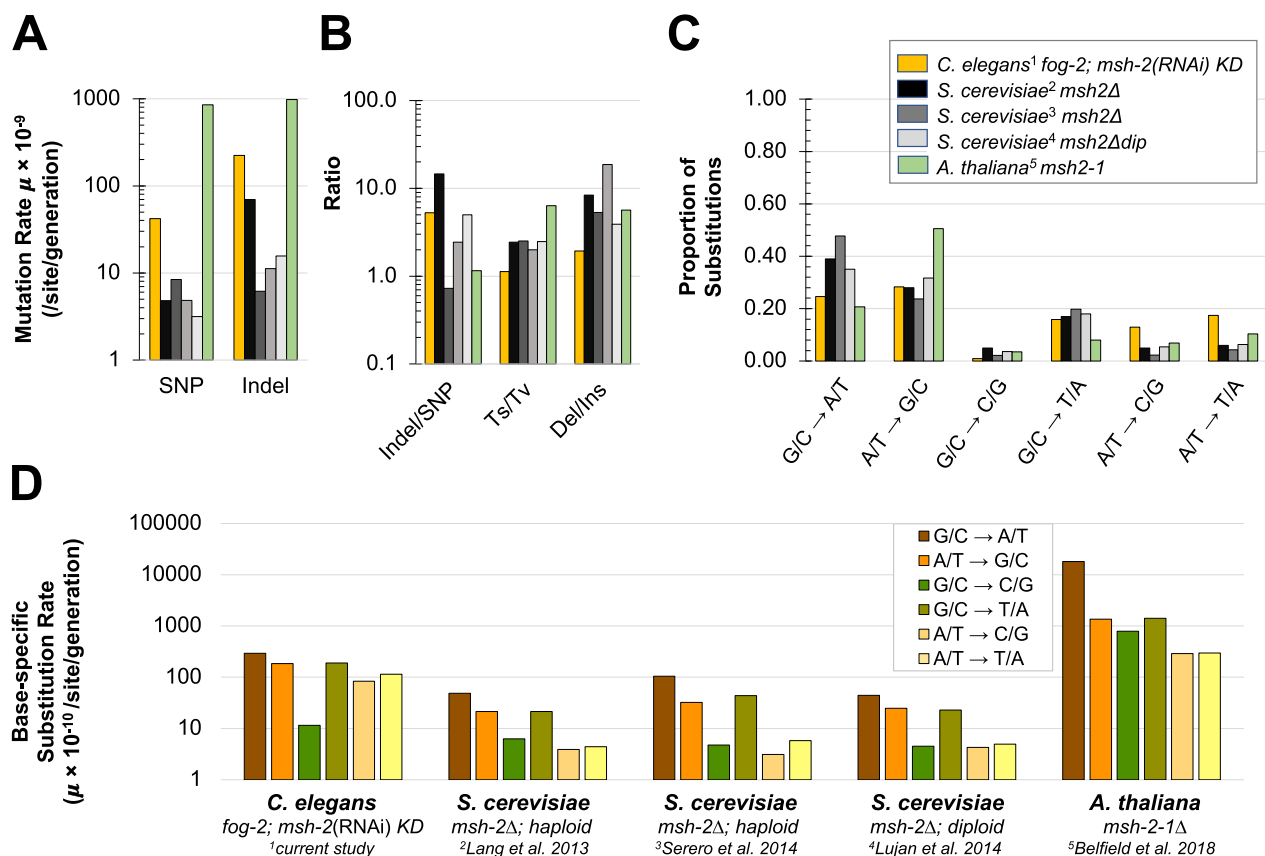 A
B
C
Mutation Rate μ × 10-9
(/site/generation)
1000
100
10
1
SNP
Indel
Ratio
100.0
10.0
1.0
0.1
Indel/SNP
Ts/Tv
Del/Ins
Proportion of
Substitutions
1.00
0.80
0.60
0.40
0.20
0.00
C. elegans1 fog-2; msh-2(RNAi) KD
S. cerevisiae2 msh2Δ
S. cerevisiae3 msh2Δ
S. cerevisiae4 msh2Δdip
A. thaliana5 msh2-1
G/C → A/T
A/T → G/C
G/C → C/G
G/C → T/A
A/T → C/G
A/T → T/A
D
Base-specific
Substitution Rate
(μ × 10-10 /site/generation)
100000
10000
1000
100
10
1
G/C → A/T
A/T → G/C
G/C → C/G
G/C → T/A
A/T → C/G
A/T → T/A
C. elegans
fog-2; msh-2(RNAi) KD
1current study
S. cerevisiae
msh-2Δ; haploid
2Lang et al. 2013
S. cerevisiae
msh-2Δ; haploid
3Serero et al. 2014
S. cerevisiae
msh-2Δ; diploid
4Lujan et al. 2014
A. thaliana
msh-2-1Δ
5Belfield et al. 2018